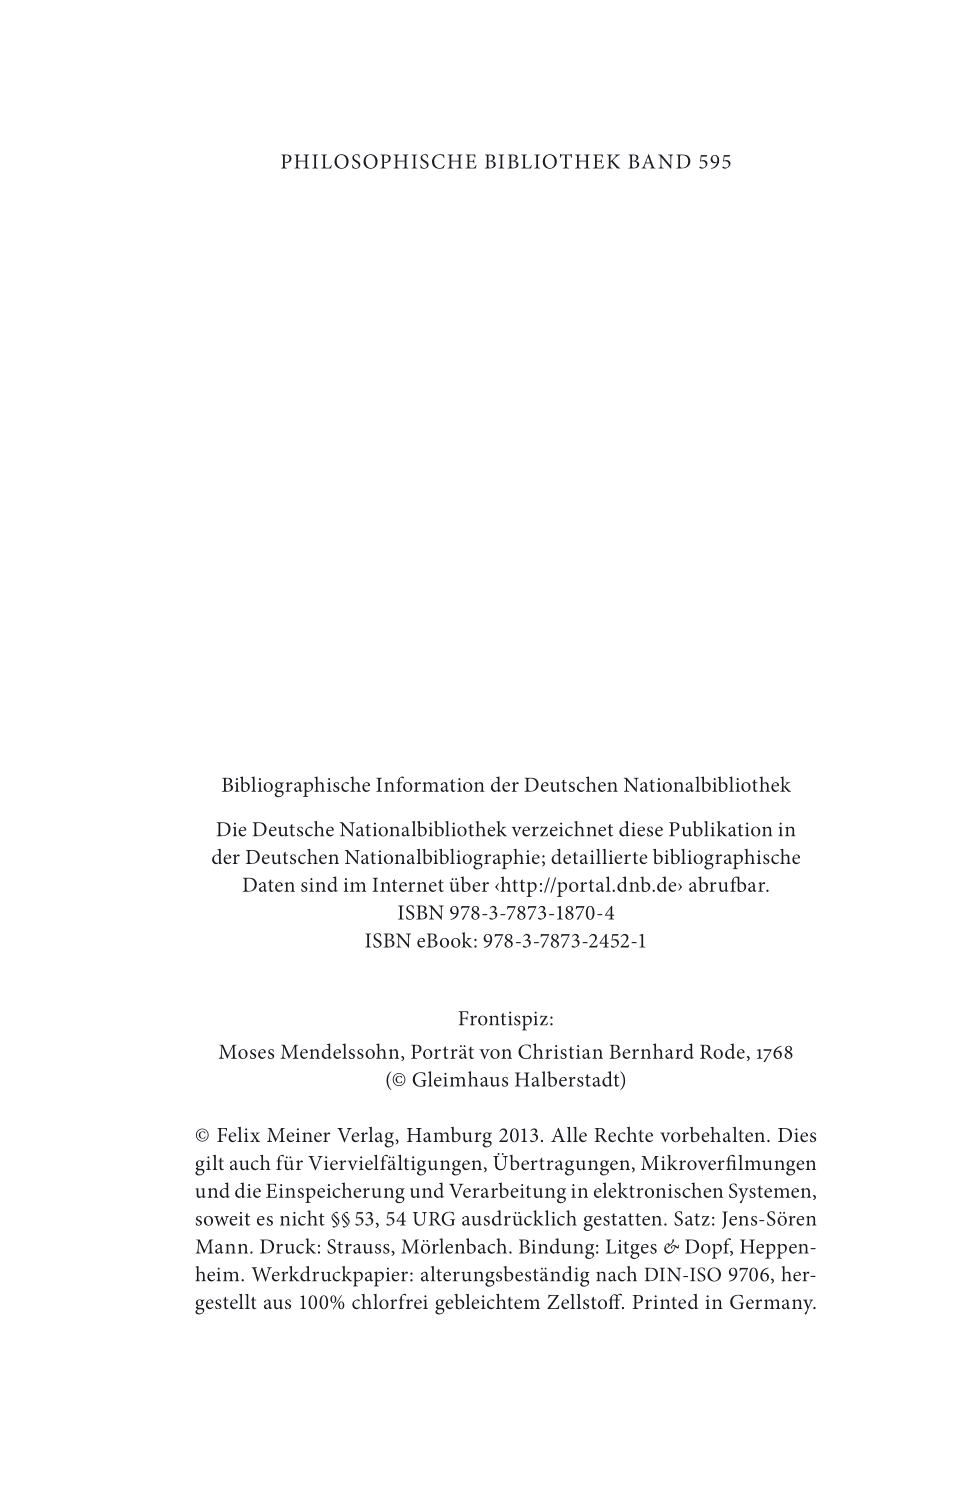 PHILOSOPHISCHE BIBLIOTHEK BAND 595
Bibliographische Information der Deutschen Nationalbibliothek
Die Deutsche Nationalbibliothek verzeichnet diese Publikation in
der Deutschen Nationalbibliographie; detaillierte bibliographische
Daten sind im Internet über ‹http://portal.dnb.de› abrufbar.
ISBN 978-3-7873-1870-4
ISBN eBook: 978-3-7873-2452-1
Frontispiz:
Moses Mendelssohn, Porträt von Christian Bernhard Rode, 1768
(© Gleimhaus Halberstadt)
© Felix Meiner Verlag, Hamburg 2013. Alle Rechte vorbehalten. Dies
gilt auch für Viervielfältigungen, Übertragungen, Mikroverfilmungen
und die Einspeicherung und Verarbeitung in elektronischen Systemen,
soweit es nicht §§ 53, 54 URG ausdrücklich gestatten. Satz: Jens-Sören
Mann. Druck: Strauss, Mörlenbach. Bindung: Litges & Dopf, Heppen-
heim. Werkdruckpapier: alterungsbeständig nach DIN-ISO 9706, her-
gestellt aus 100% chlorfrei gebleichtem Zellstoff. Printed in Germany.